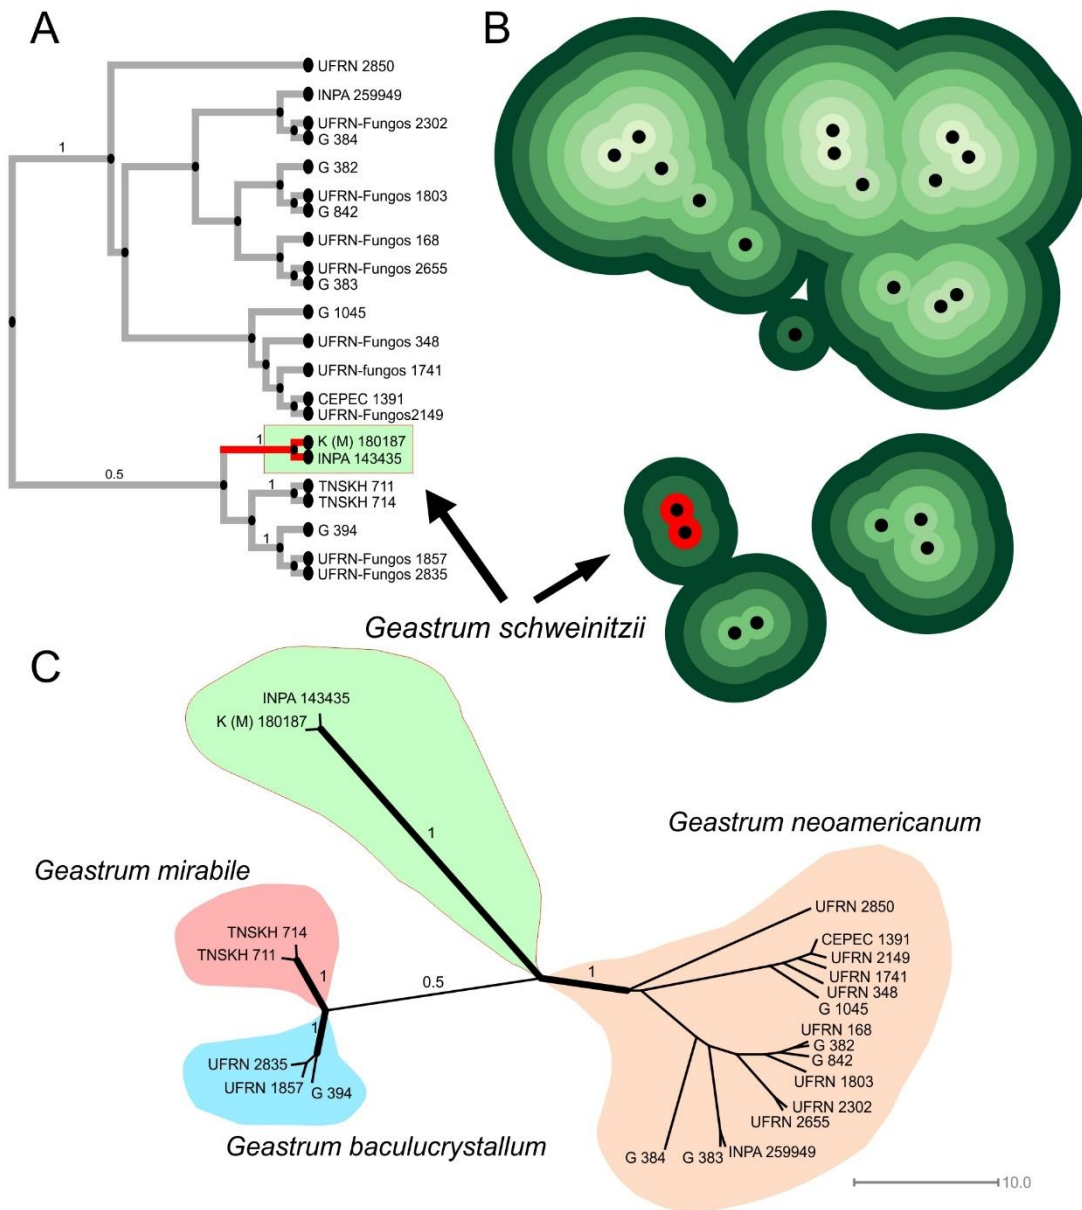 A
B
UFRN 2850
INPA 259949
UFRN-Fungos 2302
G 384
1
G 382
UFRN-Fungos 1803
G 842
UFRN-Fungos 168
UFRN-Fungos 2655
G 383
G 1045
UFRN-Fungos 348
UFRN-fungos 1741
CEPEC 1391
UFRN-Fungos2149
1
K (M) 180187
INPA 143435
0.5
1
TNSKH 711
TNSKH 714
G 394
1
UFRN-Fungos 1857
UFRN-Fungos 2835
Geastrum schweinitzii
C
INPA 143435
K (M) 180187
1
Geastrum neoamericanum
Geastrum mirabile
UFRN 2850
TNSKH 714
TNSKH 711
1
CEPEC 1391
UFRN 2149
UFRN 1741
UFRN 348
G 1045
0.5
1
1
UFRN 168
G 382
G 842
UFRN 1803
UFRN 2835
UFRN 1857
G 394
UFRN 2302
UFRN 2655
Geastrum baculucrystallum
G 384
G 383
INPA 259949
10.0